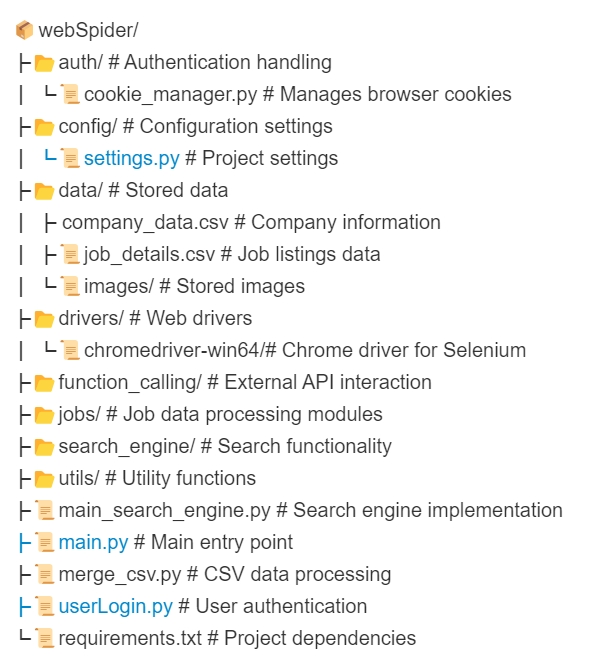 📦 webSpider/
├ 📂 auth/ # Authentication handling
│ └ 📜 cookie_manager.py # Manages browser cookies
├ 📂 config/ # Configuration settings
│ └ 📜 settings.py # Project settings
├ 📂 data/ # Stored data
│ ├ company_data.csv # Company information
│ ├ 📜 job_details.csv # Job listings data
│ └ 📜 images/ # Stored images
├ 📂 drivers/ # Web drivers
│ └ 📜 chromedriver-win64/# Chrome driver for Selenium
├ 📂 function_calling/ # External API interaction
├ 📂 jobs/ # Job data processing modules
├ 📂 search_engine/ # Search functionality
├ 📂 utils/ # Utility functions
├ 📜 main_search_engine.py # Search engine implementation
├ 📜 main.py # Main entry point
├ 📜 merge_csv.py # CSV data processing
├ 📜 userLogin.py # User authentication
└ 📜 requirements.txt # Project dependencies